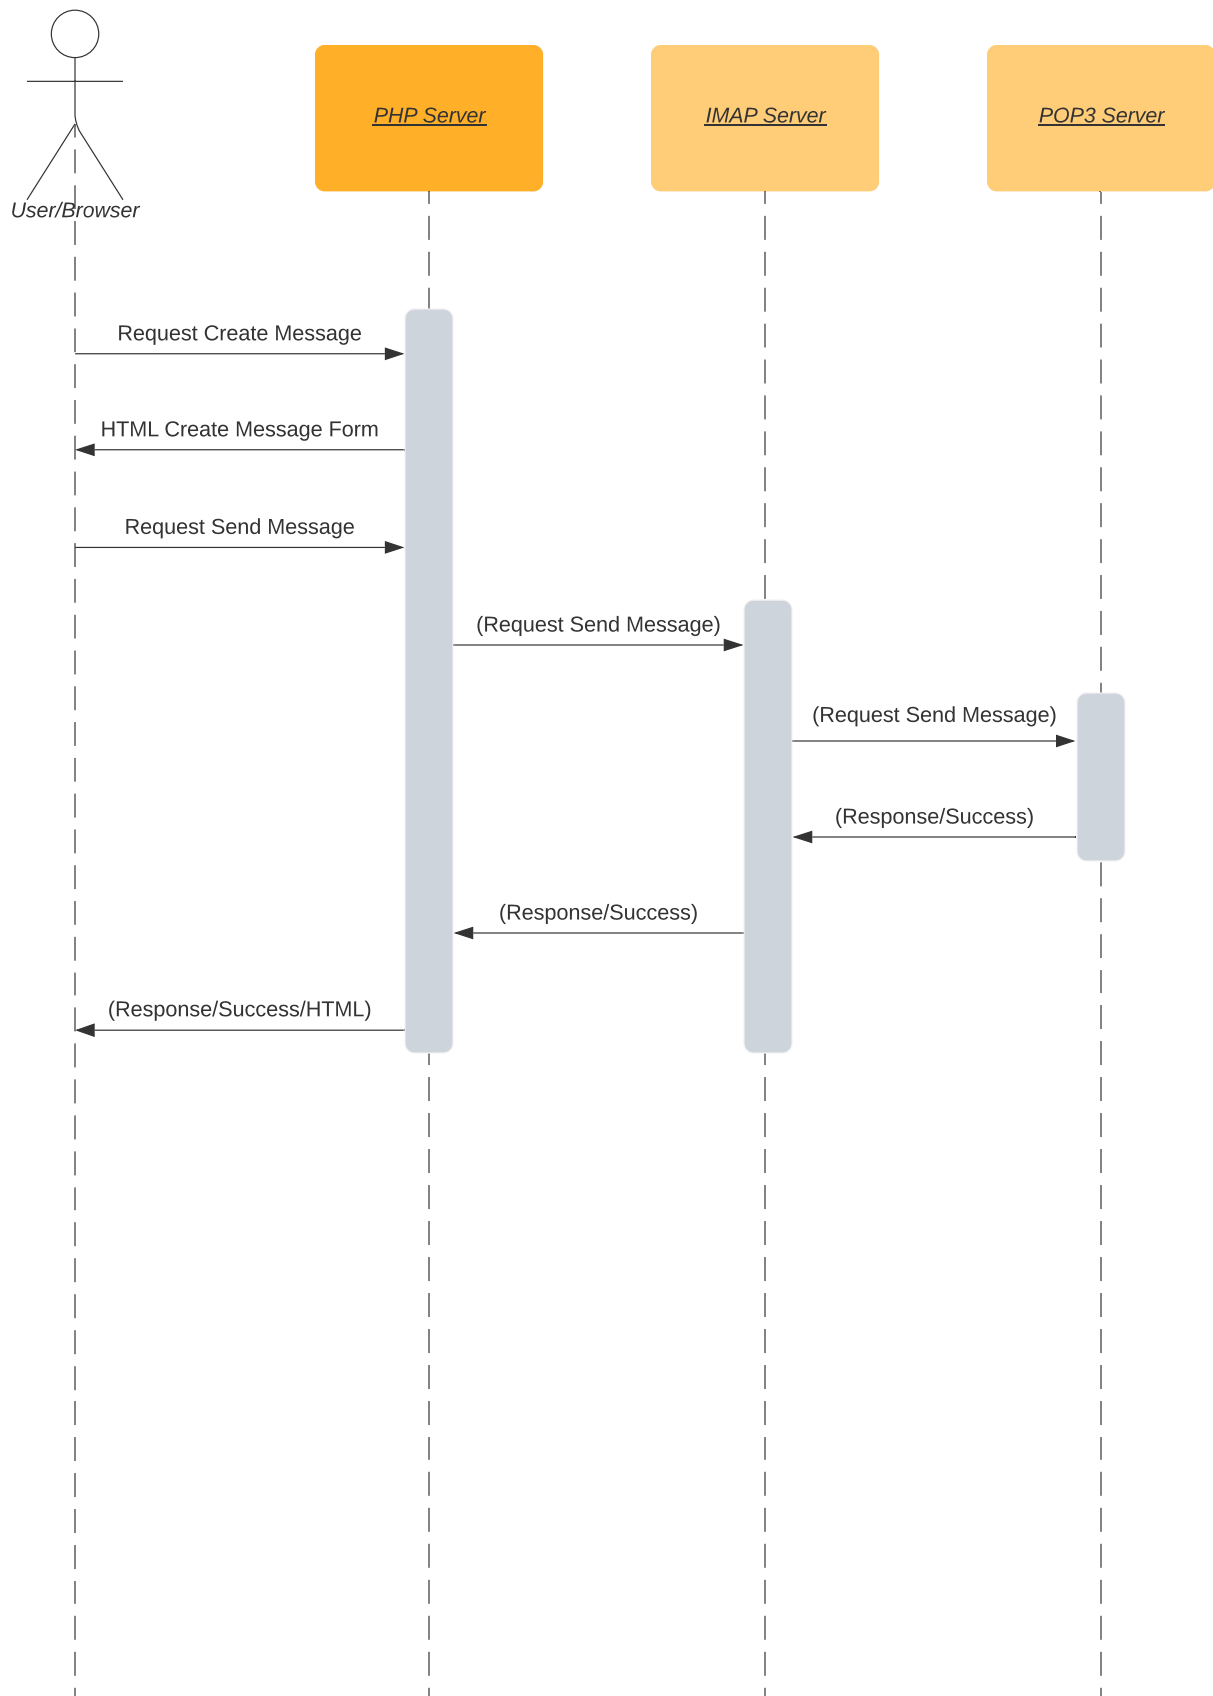 PHP Server
IMAP Server
POP3 Server
User/Browser
Request Create Message
HTML Create Message Form
Request Send Message
(Request Send Message)
(Request Send Message)
(Response/Success)
(Response/Success)
(Response/Success/HTML)